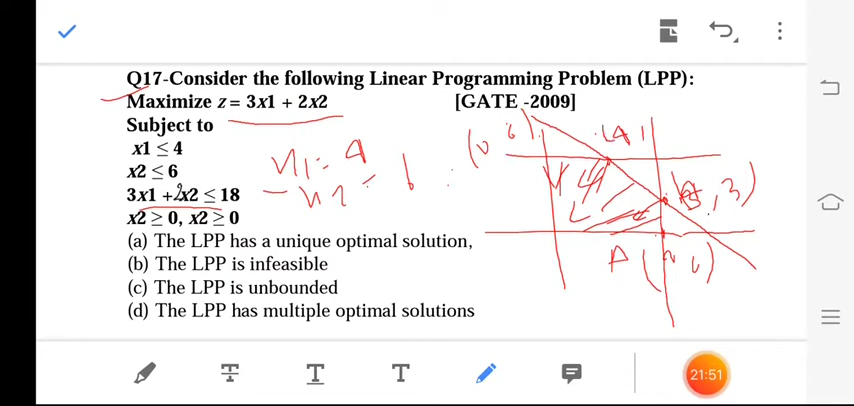 Q17-Consider the following Linear Programming Problem (LPP):
Maximize z = 3x1 + 2x2 [GATE -2009]
Subject to
x1 ≤ 4
x2 ≤ 6
3x1 +2x2 ≤ 18
x2 ≥ 0, x2 ≥ 0
(a) The LPP has a unique optimal solution,
(b) The LPP is infeasible
(c) The LPP is unbounded
(d) The LPP has multiple optimal solutions
T T T
21:51